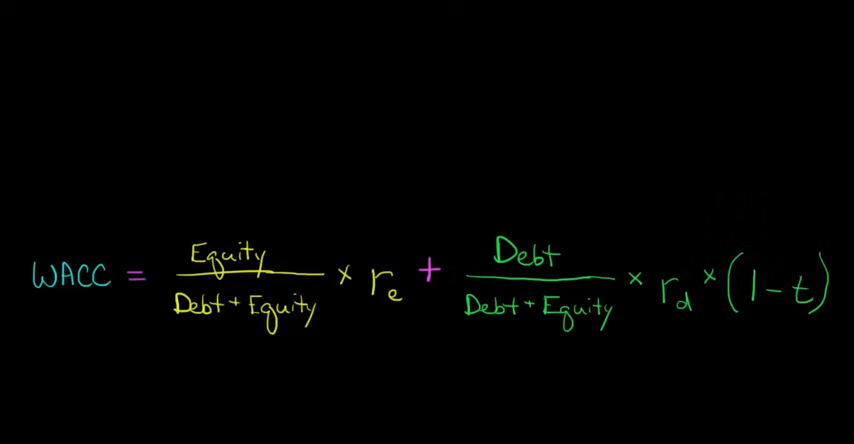 WACC = Equity / Debt + Equity × re + Debt / Debt + Equity × rd × (1 - t)